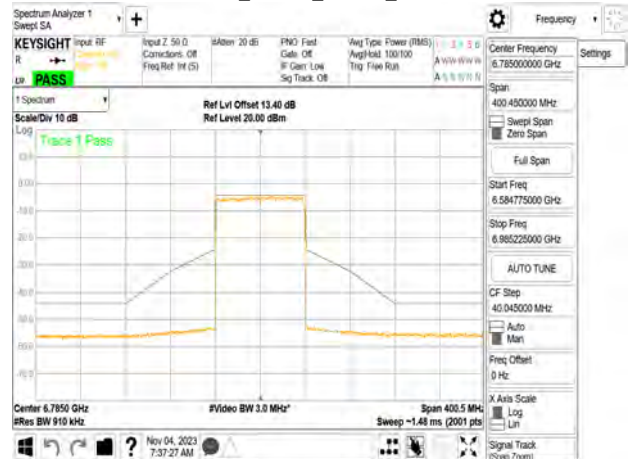 Spectrum Analyzer 1
Swept SA
Frequency
KEYSIGHT
Input: RF
Input Z: 50 Ω
Corrections: Off
Freq Ref: Int (S)
#Atten: 20 dB
PNO: Fast
Gate: Off
IF Gain: Low
Sig Track: Off
Avg Type: Power (RMS)
Avg|Hold: 100/100
Trig: Free Run
PASS
Center Frequency
6.785000000 GHz
Settings
Span
400.450000 MHz
Swept Span
Zero Span
Full Span
Start Freq
6.584775000 GHz
Stop Freq
6.985225000 GHz
AUTO TUNE
CF Step
40.045000 MHz
Auto
Man
Freq Offset
0 Hz
X Axis Scale
Log
Lin
Signal Track
(Span Zoom)
1 Spectrum
Scale/Div 10 dB
Ref Lvl Offset 13.40 dB
Ref Level 20.00 dBm
Log
Trace 1 Pass
Center 6.7850 GHz
#Res BW 910 kHz
#Video BW 3.0 MHz*
Span 400.5 MHz
Sweep ~1.48 ms (2001 pts
Nov 04, 2023
7:37:27 AM